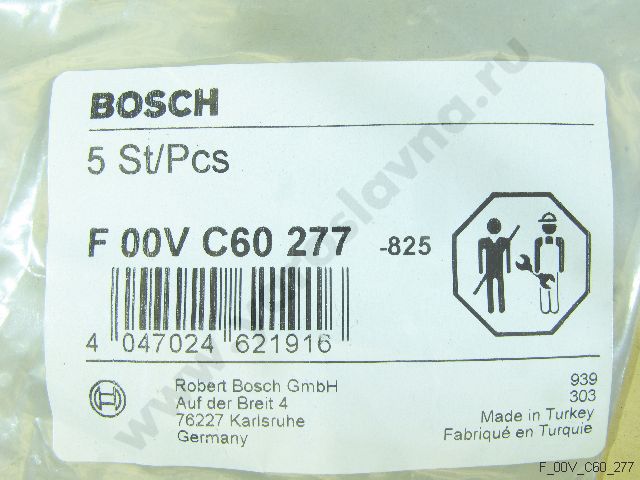 BOSCH
5 St/Pcs
F 00V C60 277 -825
4 047024 621916
Robert Bosch GmbH
Auf der Breit 4
76227 Karlsruhe
Germany
939
303
Made in Turkey
Fabriqué en Turquie
F_00V_C60_277